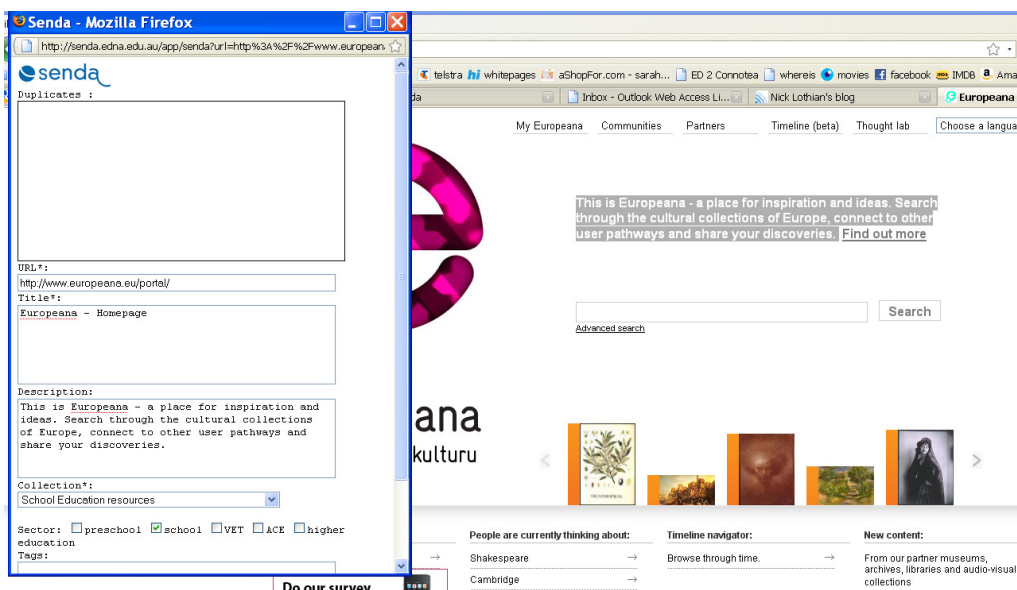 Senda - Mozilla Firefox
http://senda.edna.edu.au/app/senda?url=http%3A%2F%2Fwww.european
senda
Duplicates :
URL*:
http://www.europeana.eu/portal/
Title*:
Europeana - Homepage
Description:
This is Europeana - a place for inspiration and
ideas. Search through the cultural collections
of Europe, connect to other user pathways and
share your discoveries.
Collection*:
School Education resources
Sector: preschool school VET ACE higher
education
Tags:
telstra hi whitepages aShopFor.com - sarah... ED 2 Connotea whereis movies facebook IMDB Ama
da Inbox - Outlook Web Access Li... Nick Lothian's blog Europeana
My Europeana Communities Partners Timeline (beta) Thought lab Choose a langua
This is Europeana - a place for inspiration and ideas. Search
through the cultural collections of Europe, connect to other
user pathways and share your discoveries. Find out more
Search
Advanced search
ana
kulturu
People are currently thinking about: Timeline navigator: New content:
Shakespeare → Browse through time. → From our partner museums,
archives, libraries and audio-visual
Cambridge → collections
Do our survey